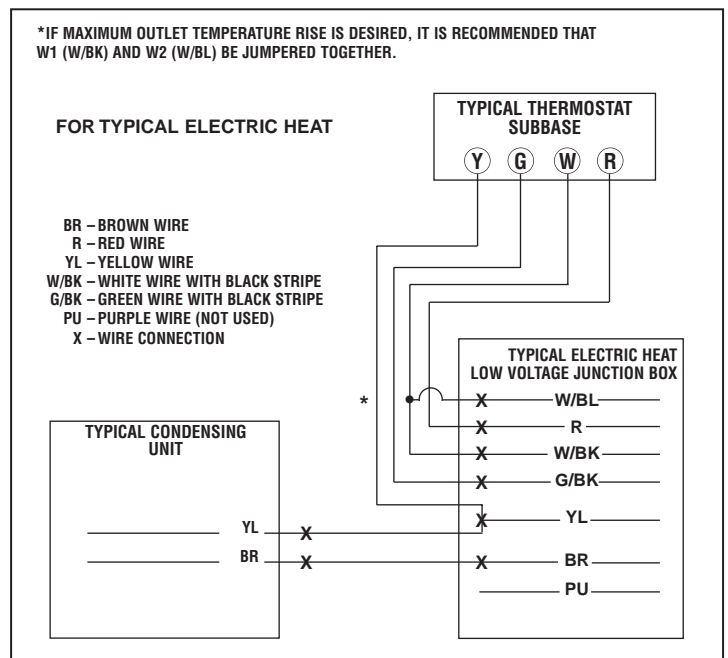 *IF MAXIMUM OUTLET TEMPERATURE RISE IS DESIRED, IT IS RECOMMENDED THAT
W1 (W/BK) AND W2 (W/BL) BE JUMPERED TOGETHER.
FOR TYPICAL ELECTRIC HEAT
TYPICAL THERMOSTAT
SUBBASE
Y G W R
BR – BROWN WIRE
R – RED WIRE
YL – YELLOW WIRE
W/BK – WHITE WIRE WITH BLACK STRIPE
G/BK – GREEN WIRE WITH BLACK STRIPE
PU – PURPLE WIRE (NOT USED)
X – WIRE CONNECTION
TYPICAL ELECTRIC HEAT
LOW VOLTAGE JUNCTION BOX
*
X W/BL
X R
X W/BK
X G/BK
X YL
X BR
PU
TYPICAL CONDENSING
UNIT
YL X
BR X